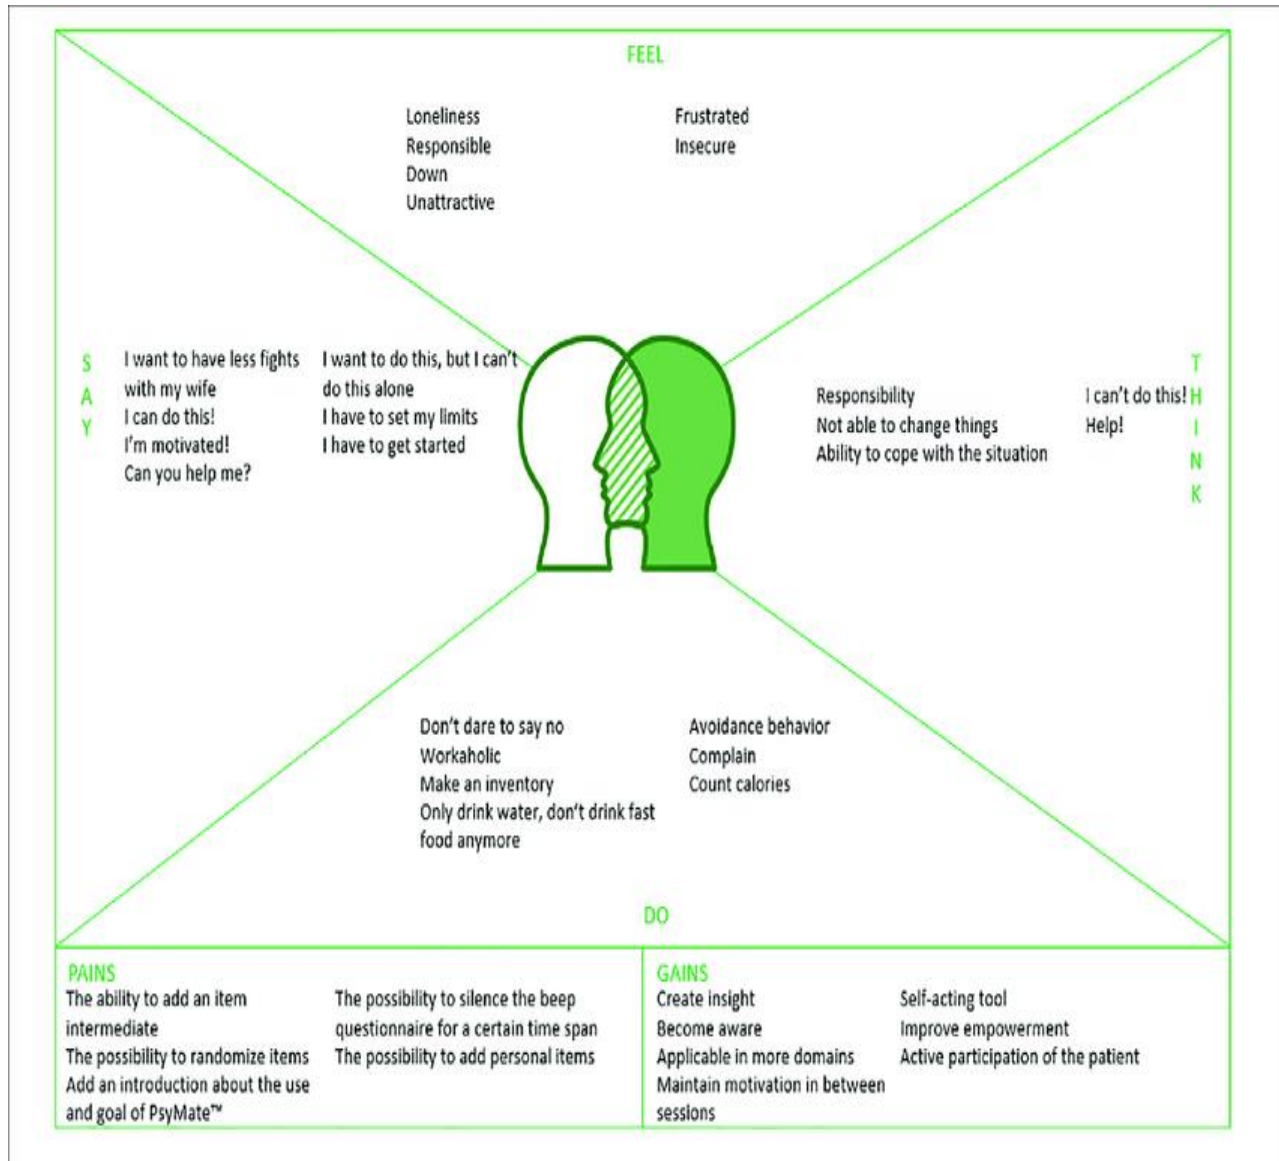 FEEL
Loneliness
Responsible
Down
Unattractive
Frustrated
Insecure
SAY
I want to have less fights
with my wife
I can do this!
I'm motivated!
Can you help me?
I want to do this, but I can't
do this alone
I have to set my limits
I have to get started
Responsibility
Not able to change things
Ability to cope with the situation
I can't do this!
Help!
THINK
Don't dare to say no
Workaholic
Make an inventory
Only drink water, don't drink fast
food anymore
Avoidance behavior
Complain
Count calories
DO
PAINS
The ability to add an item
intermediate
The possibility to randomize items
Add an introduction about the use
and goal of PsyMate™
The possibility to silence the beep
questionnaire for a certain time span
The possibility to add personal items
GAINS
Create insight
Become aware
Applicable in more domains
Maintain motivation in between
sessions
Self-acting tool
Improve empowerment
Active participation of the patient